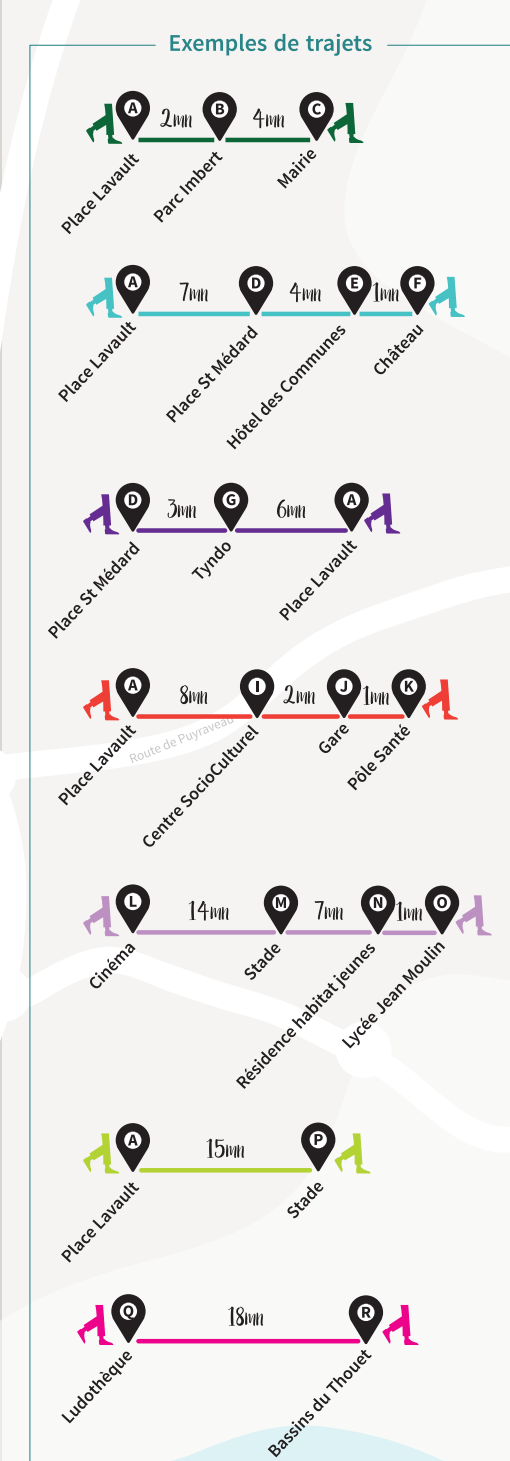 Exemples de trajets
A 2mn B 4mn C
Place Lavault
Parc Imbert
Mairie
A 7mn D 4mn E 1mn F
Place Lavault
Place St Médard
Hôtel des Communes
Château
D 3mn G 6mn A
Place St Médard
Tyndo
Place Lavault
A 8mn I 2mn J 1mn K
Place Lavault
Route de Puyraveau
Centre SocioCulturel
Gare
Pôle Santé
L 14mn M 7mn N 1mn O
Cinéma
Stade
Résidence habitat jeunes
Lycée Jean Moulin
A 15mn P
Place Lavault
Stade
Q 18mn R
Ludothèque
Bassins du Thouet